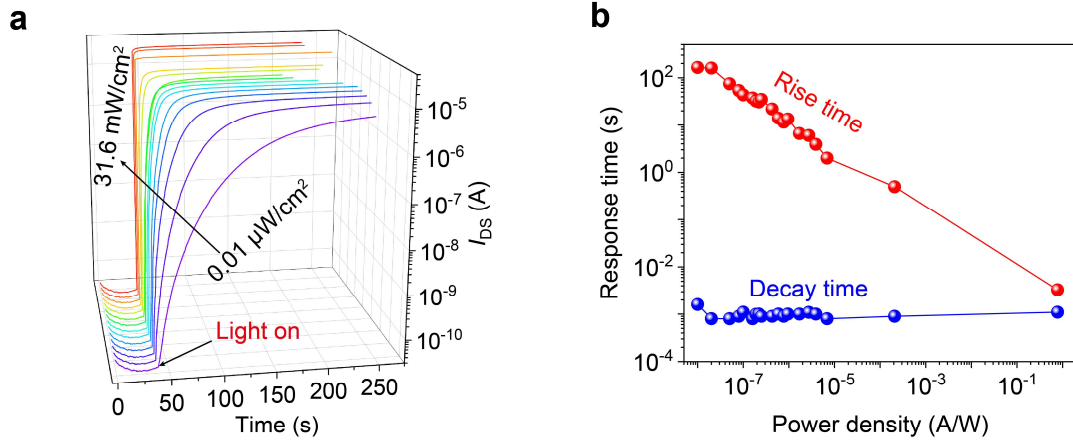 a
31.6 mW/cm²
0.01 μW/cm²
Light on
10⁻⁵
10⁻⁶
10⁻⁷
10⁻⁸
10⁻⁹
10⁻¹⁰
I_DS (A)
0 50 100 150 200 250
Time (s)
b
Rise time
Decay time
10²
10⁰
10⁻²
10⁻⁴
Response time (s)
10⁻⁷ 10⁻⁵ 10⁻³ 10⁻¹
Power density (A/W)